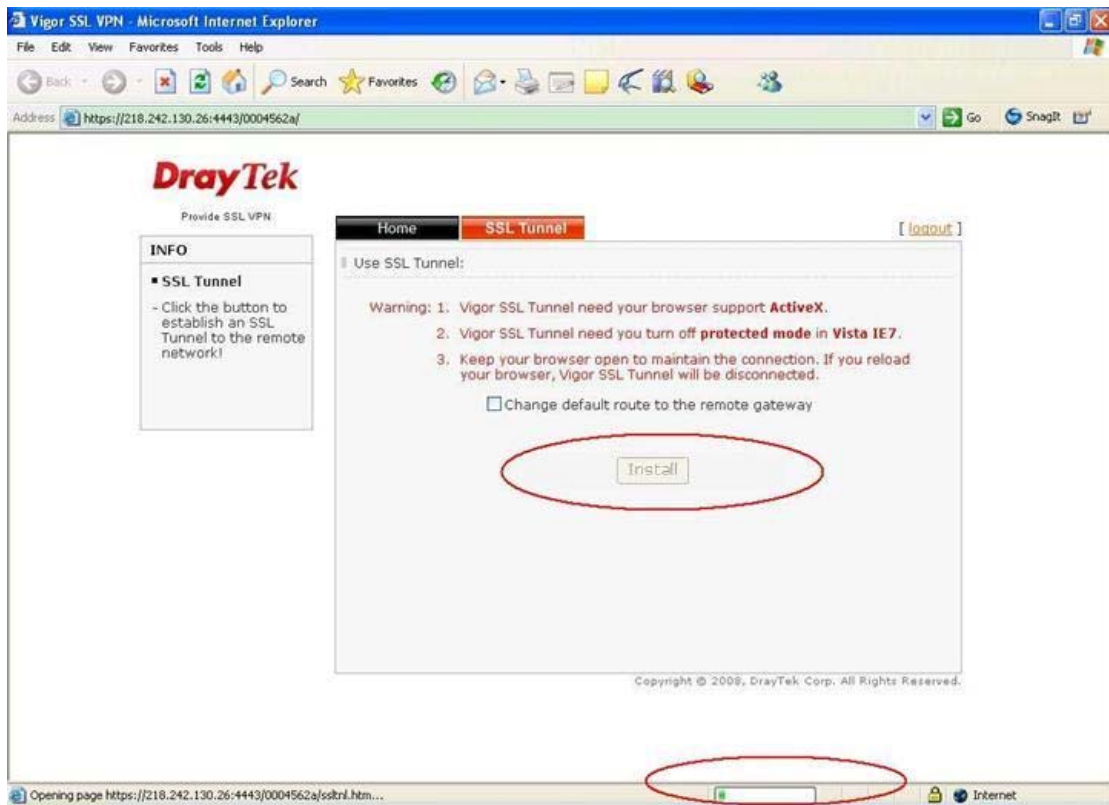 Vigor SSL VPN - Microsoft Internet Explorer
File Edit View Favorites Tools Help
Back Search Favorites
Address https://218.242.130.26:4443/0004562a/ Go SnagIt
DrayTek
Provide SSL VPN
Home SSL Tunnel [ logout ]
INFO
SSL Tunnel
- Click the button to
establish an SSL
Tunnel to the remote
network!
Use SSL Tunnel:
Warning: 1. Vigor SSL Tunnel need your browser support ActiveX.
2. Vigor SSL Tunnel need you turn off protected mode in Vista IE7.
3. Keep your browser open to maintain the connection. If you reload
your browser, Vigor SSL Tunnel will be disconnected.
Change default route to the remote gateway
Install
Copyright © 2008, DrayTek Corp. All Rights Reserved.
Opening page https://218.242.130.26:4443/0004562a/ssltnl.htm... Internet